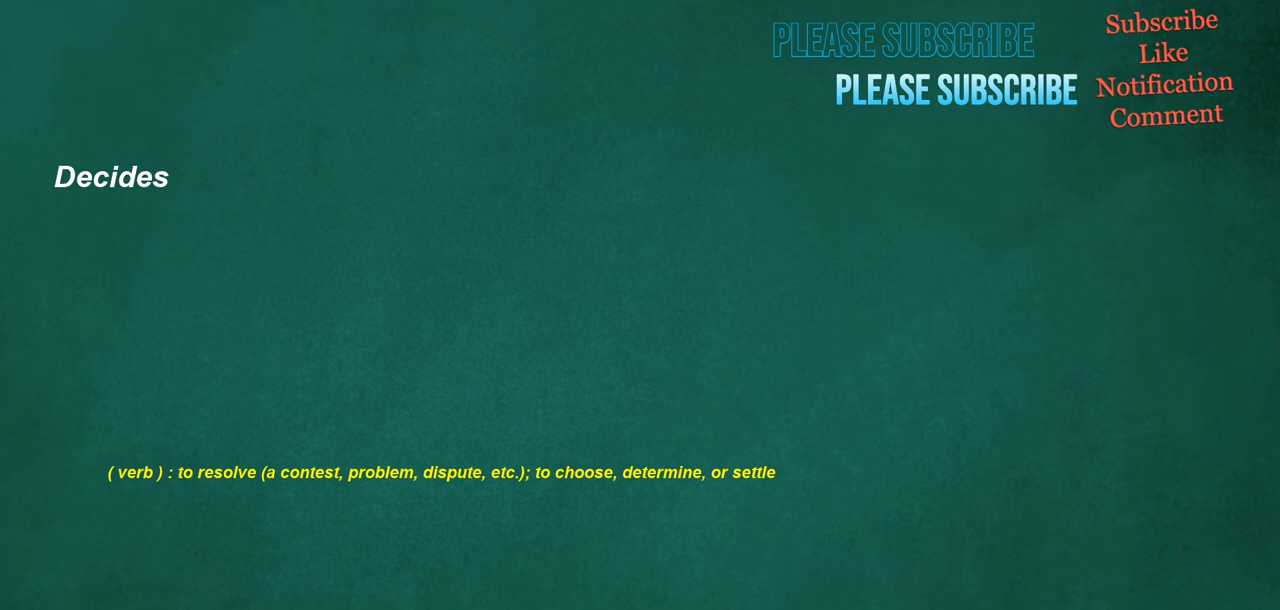 PLEASE SUBSCRIBE
PLEASE SUBSCRIBE
Subscribe
Like
Notification
Comment
Decides
( verb ) : to resolve (a contest, problem, dispute, etc.); to choose, determine, or settle